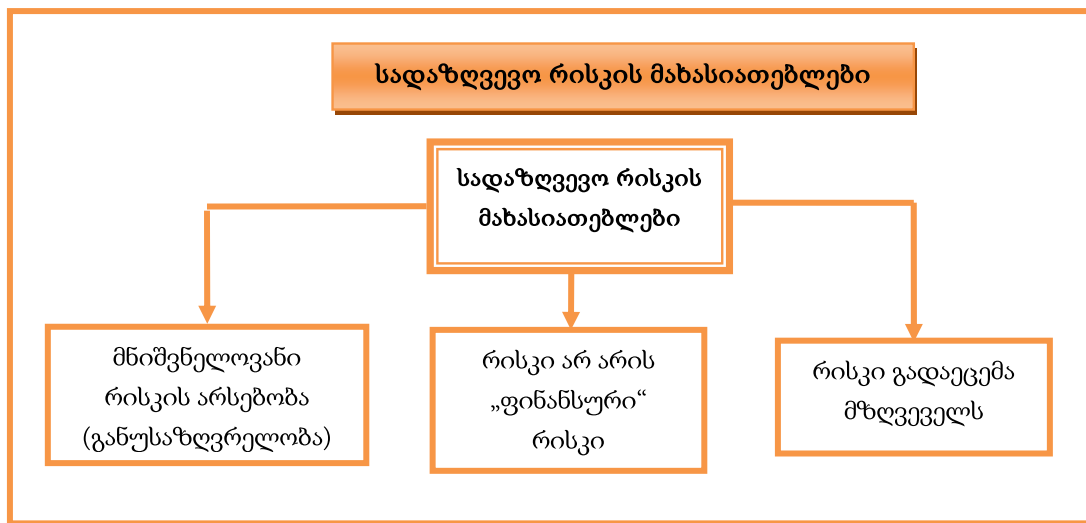 სადაზღვევო რისკის მახასიათებლები
სადაზღვევო რისკის
მახასიათებლები
მნიშვნელოვანი
რისკის არსებობა
(განუსაზღვრელობა)
რისკი არ არის
„ფინანსური“
რისკი
რისკი გადაეცემა
მზღვეველს